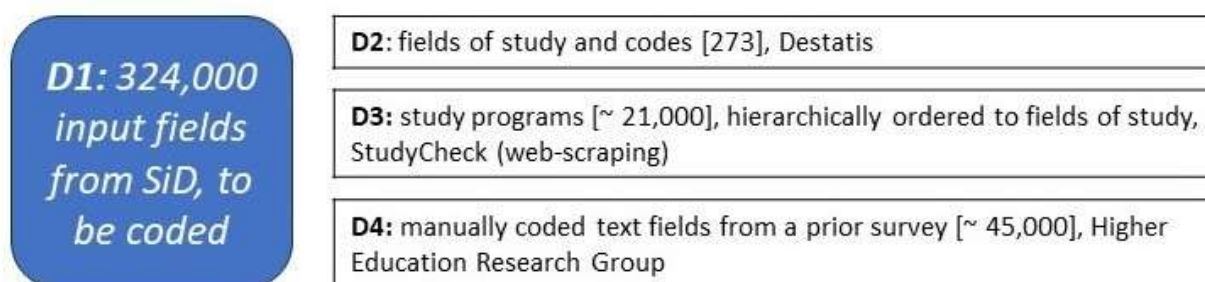 D1: 324,000
input fields
from SiD, to
be coded
D2: fields of study and codes [273], Destatis
D3: study programs [~ 21,000], hierarchically ordered to fields of study,
StudyCheck (web-scraping)
D4: manually coded text fields from a prior survey [~ 45,000], Higher
Education Research Group